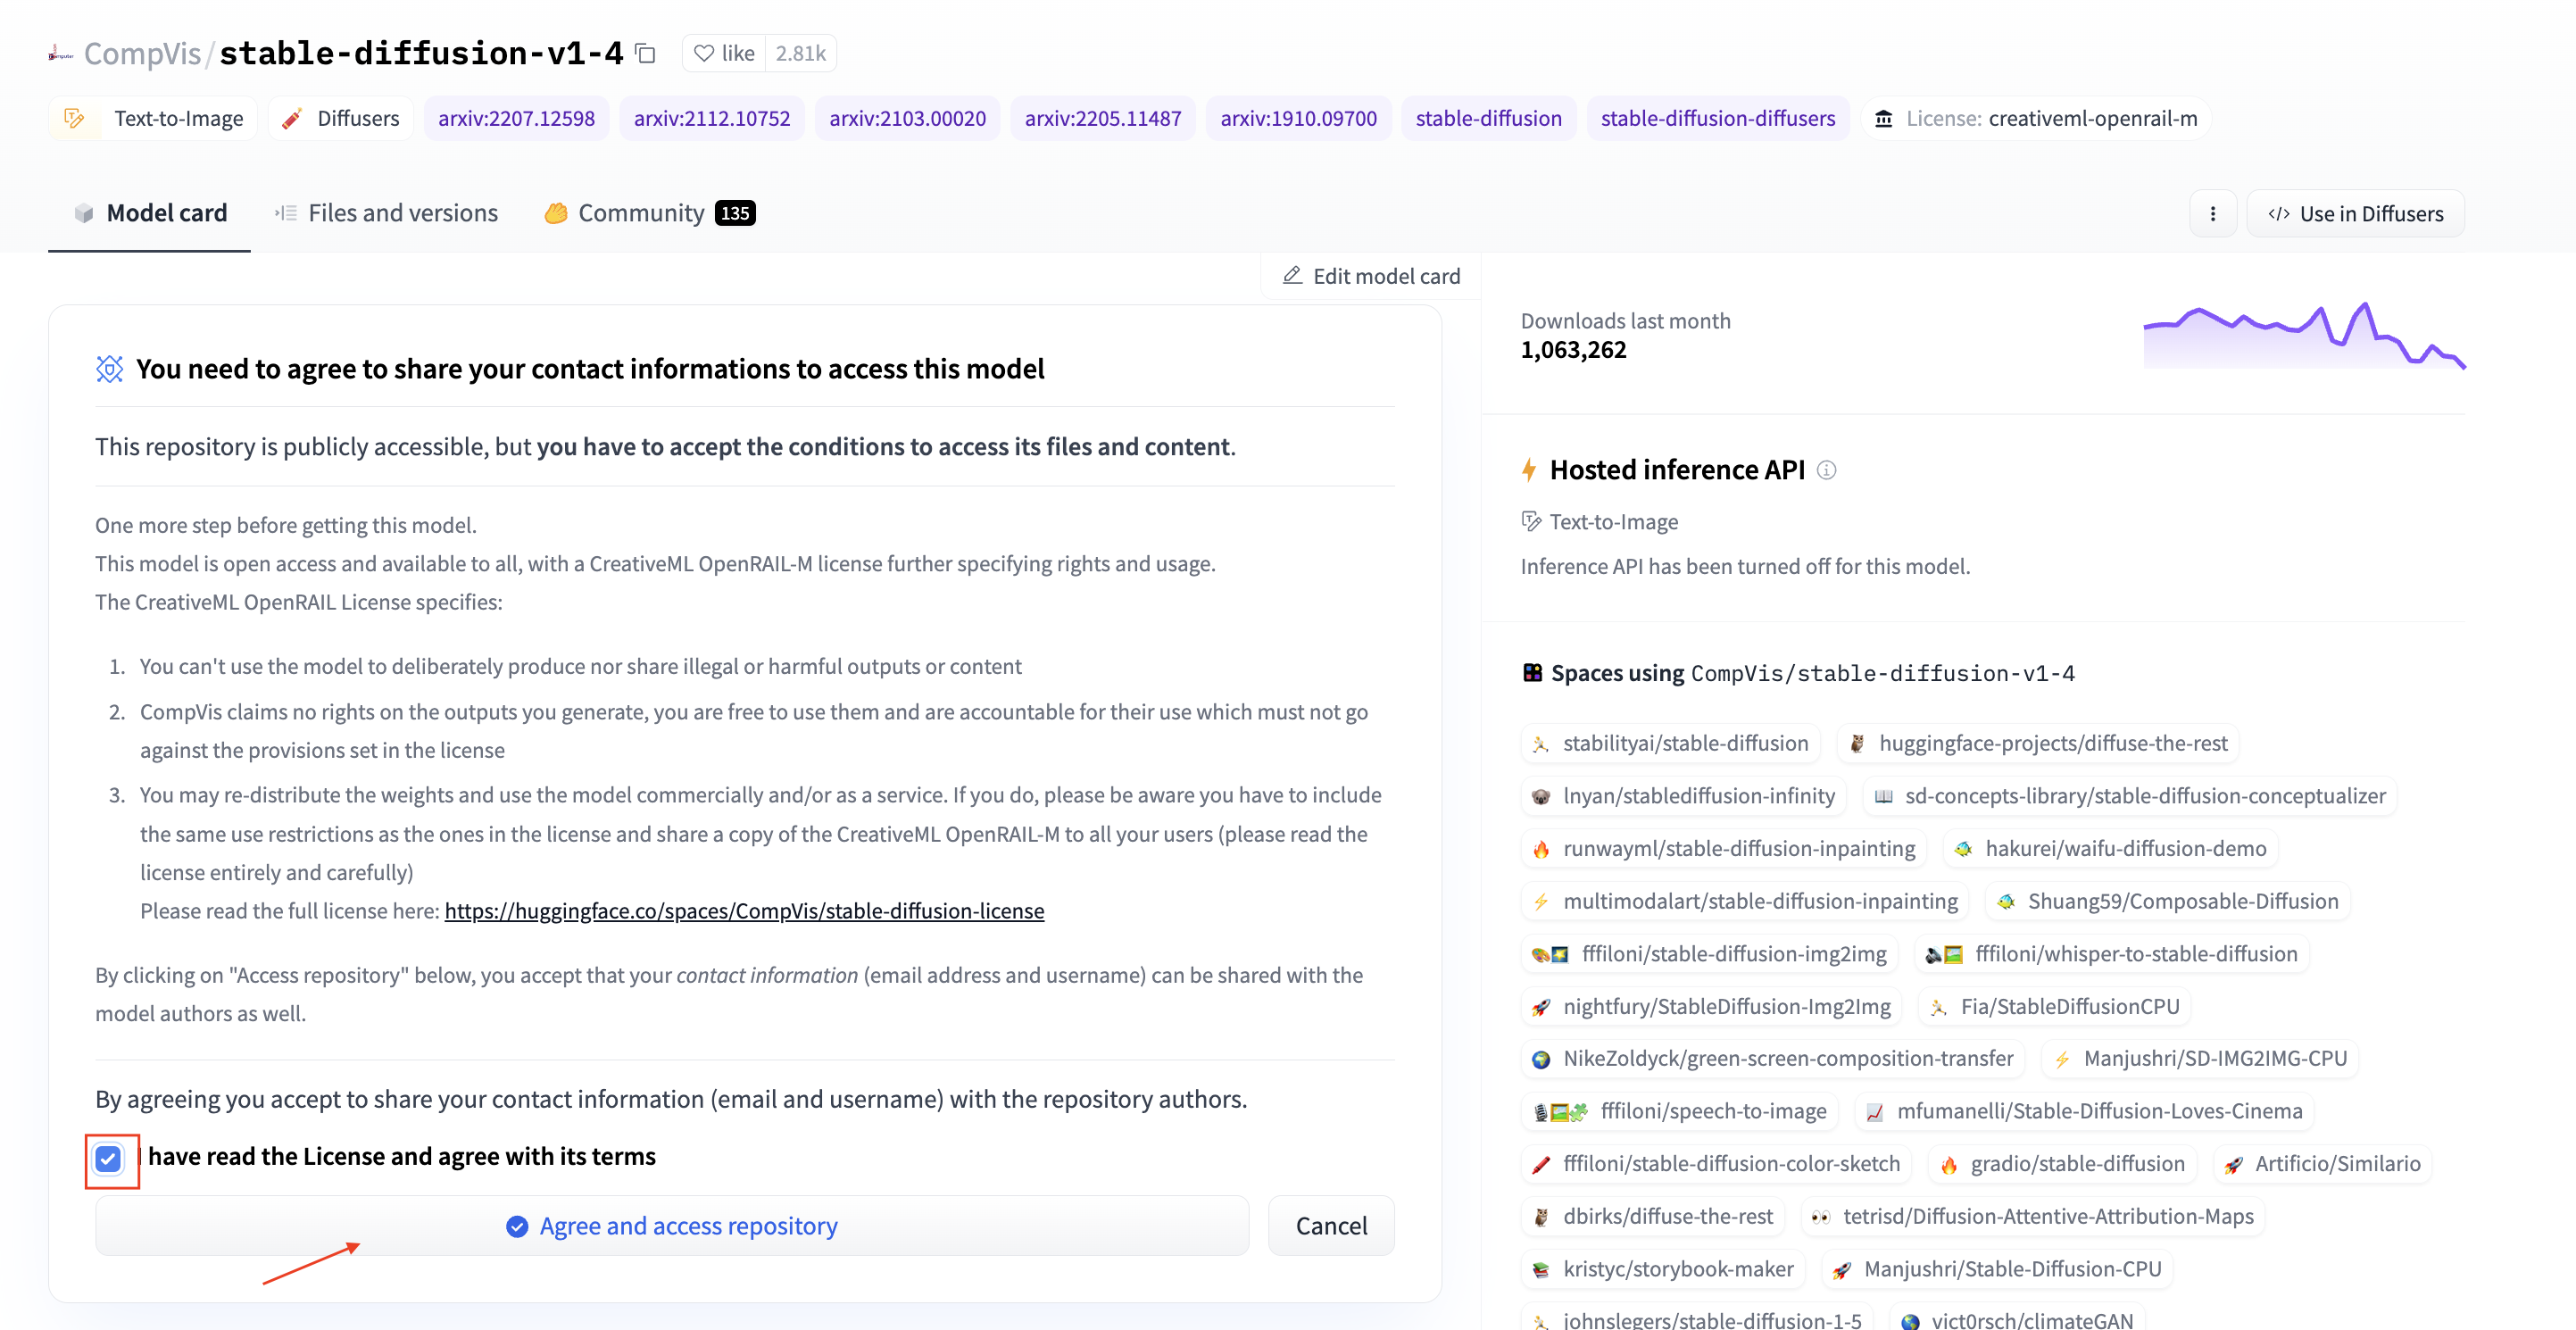 CompVis/stable-diffusion-v1-4 like 2.81k
Text-to-Image Diffusers arxiv:2207.12598 arxiv:2112.10752 arxiv:2103.00020 arxiv:2205.11487 arxiv:1910.09700 stable-diffusion stable-diffusion-diffusers License: creativeml-openrail-m
Model card Files and versions Community 135 Use in Diffusers
Edit model card
You need to agree to share your contact informations to access this model
This repository is publicly accessible, but you have to accept the conditions to access its files and content.
One more step before getting this model.
This model is open access and available to all, with a CreativeML OpenRAIL-M license further specifying rights and usage.
The CreativeML OpenRAIL License specifies:
1. You can't use the model to deliberately produce nor share illegal or harmful outputs or content
2. CompVis claims no rights on the outputs you generate, you are free to use them and are accountable for their use which must not go
against the provisions set in the license
3. You may re-distribute the weights and use the model commercially and/or as a service. If you do, please be aware you have to include
the same use restrictions as the ones in the license and share a copy of the CreativeML OpenRAIL-M to all your users (please read the
license entirely and carefully)
Please read the full license here: https://huggingface.co/spaces/CompVis/stable-diffusion-license
By clicking on "Access repository" below, you accept that your contact information (email address and username) can be shared with the
model authors as well.
By agreeing you accept to share your contact information (email and username) with the repository authors.
I have read the License and agree with its terms
Agree and access repository Cancel
Downloads last month
1,063,262
Hosted inference API
Text-to-Image
Inference API has been turned off for this model.
Spaces using CompVis/stable-diffusion-v1-4
stabilityai/stable-diffusion huggingface-projects/diffuse-the-rest
lnyan/stablediffusion-infinity sd-concepts-library/stable-diffusion-conceptualizer
runwayml/stable-diffusion-inpainting hakurei/waifu-diffusion-demo
multimodalart/stable-diffusion-inpainting Shuang59/Composable-Diffusion
fffiloni/stable-diffusion-img2img fffiloni/whisper-to-stable-diffusion
nightfury/StableDiffusion-Img2Img Fia/StableDiffusionCPU
NikeZoldyck/green-screen-composition-transfer Manjushri/SD-IMG2IMG-CPU
fffiloni/speech-to-image mfumanelli/Stable-Diffusion-Loves-Cinema
fffiloni/stable-diffusion-color-sketch gradio/stable-diffusion Artificio/Similario
dbirks/diffuse-the-rest tetrisd/Diffusion-Attentive-Attribution-Maps
kristyc/storybook-maker Manjushri/Stable-Diffusion-CPU
johnslegers/stable-diffusion-1-5 vict0rsch/climateGAN